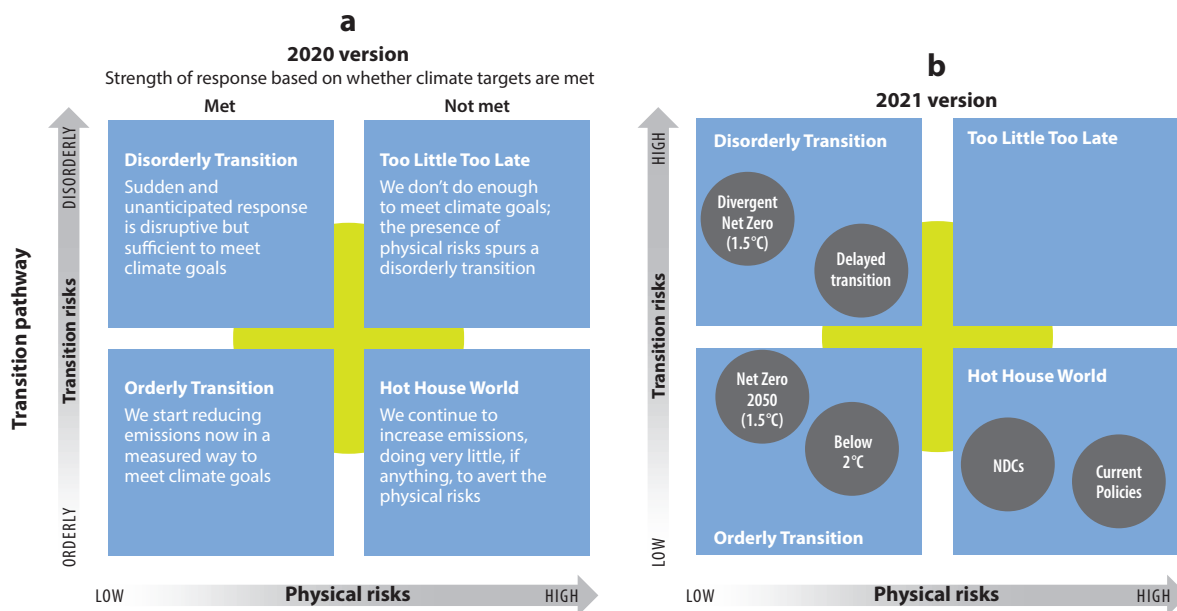 a
2020 version
Strength of response based on whether climate targets are met
Met
Not met
Transition pathway
Transition risks
DISORDERLY
ORDERLY
Disorderly Transition
Sudden and
unanticipated response
is disruptive but
sufficient to meet
climate goals
Too Little Too Late
We don't do enough
to meet climate goals;
the presence of
physical risks spurs a
disorderly transition
Orderly Transition
We start reducing
emissions now in a
measured way to
meet climate goals
Hot House World
We continue to
increase emissions,
doing very little, if
anything, to avert the
physical risks
LOW
Physical risks
HIGH
b
2021 version
HIGH
Transition risks
LOW
Disorderly Transition
Divergent
Net Zero
(1.5°C)
Delayed
transition
Too Little Too Late
Net Zero
2050
(1.5°C)
Below
2°C
Orderly Transition
Hot House World
NDCs
Current
Policies
LOW
Physical risks
HIGH